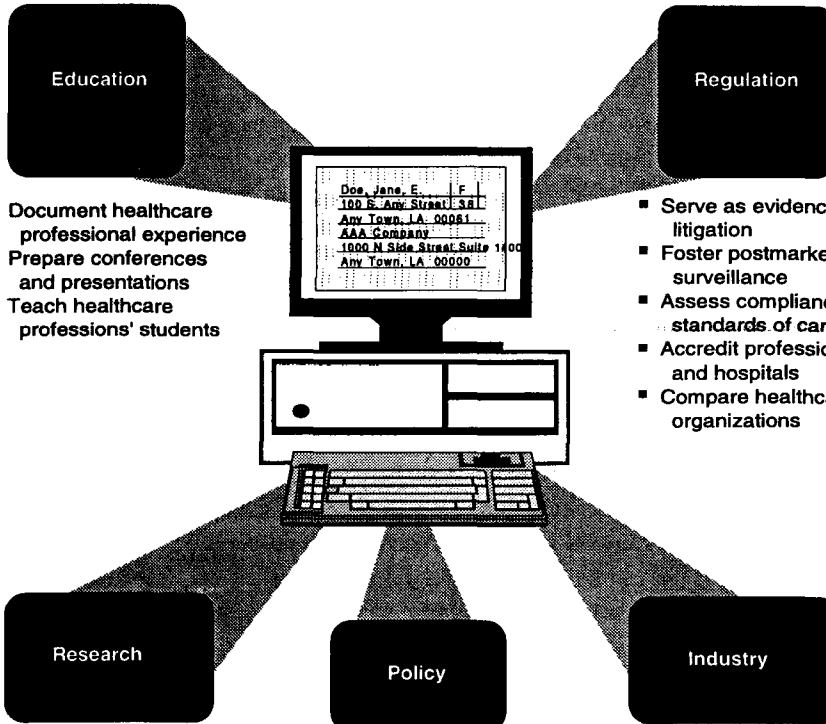 Education
Regulation
Doe, Jane, E. F
100 S. Any Street 38
Any Town, LA 00061
AAA Company
1000 N Side Street Suite 1400
Any Town, LA 00000
Document healthcare
professional experience
Prepare conferences
and presentations
Teach healthcare
professions' students
■ Serve as evidenc
litigation
■ Foster postmarke
surveillance
■ Assess complianc
standards of car
■ Accredit professio
and hospitals
■ Compare healthca
organizations
Research
Policy
Industry